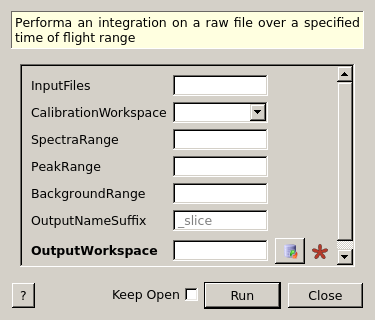 Performa an integration on a raw file over a specified
time of flight range
InputFiles
CalibrationWorkspace
SpectraRange
PeakRange
BackgroundRange
OutputNameSuffix _slice
OutputWorkspace
? Keep Open Run Close